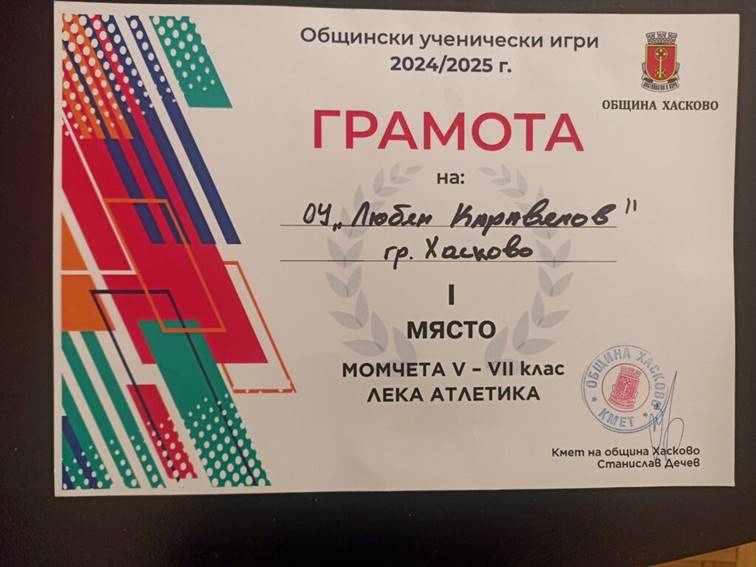 Общински ученически игри
2024/2025 г.
ОБЩИНА ХАСКОВО
ГРАМОТА
на:
ОУ „Любен Каравелов"
гр. Хасково
I
МЯСТО
МОМЧЕТА V – VII клас
ЛЕКА АТЛЕТИКА
ОБЩИНА ХАСКОВО
КМЕТ
Кмет на община Хасково
Станислав Дечев